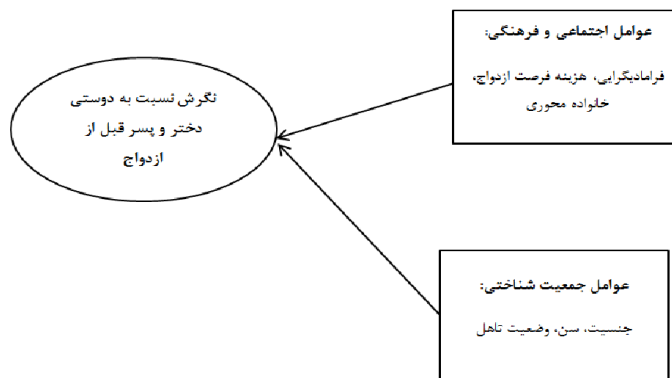 عوامل اجتماعی و فرهنگی:
فرامادیگرایی، هزینه فرصت ازدواج،
خانواده محوری
نگرش نسبت به دوستی
دختر و پسر قبل از
ازدواج
عوامل جمعیت شناختی:
جنسیت، سن، وضعیت تاهل